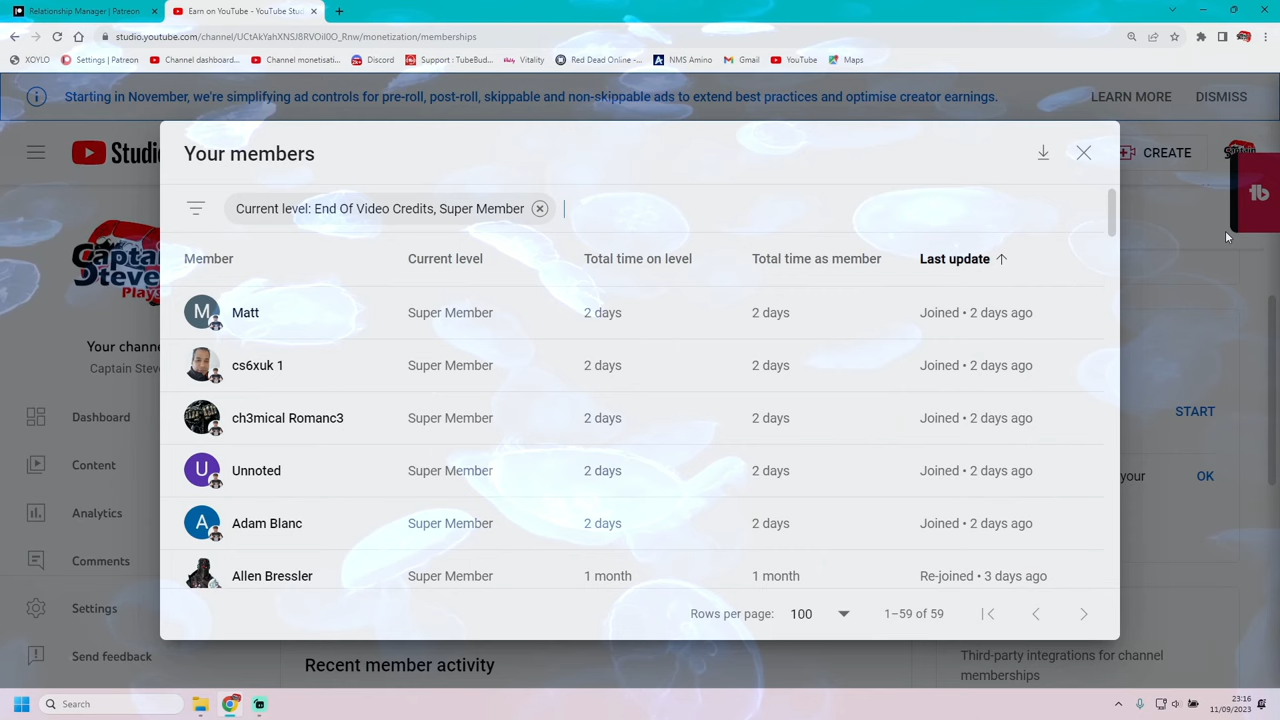 Relationship Manager | Patreon
Earn on YouTube - YouTube Stud
studio.youtube.com/channel/UCtAkYahXNSJ8RVOil0O_Rnw/monetization/memberships
XOYLO
Settings | Patreon
Channel dashboard...
Channel monetisati...
Discord
Support : TubeBud...
Vitality
Red Dead Online -...
NMS Amino
Gmail
YouTube
Maps
Starting in November, we're simplifying ad controls for pre-roll, post-roll, skippable and non-skippable ads to extend best practices and optimise creator earnings.
LEARN MORE
DISMISS
Studio
CREATE
Your members
Current level: End Of Video Credits, Super Member
Member Current level Total time on level Total time as member Last update
Matt Super Member 2 days 2 days Joined • 2 days ago
cs6xuk 1 Super Member 2 days 2 days Joined • 2 days ago
ch3mical Romanc3 Super Member 2 days 2 days Joined • 2 days ago
Unnoted Super Member 2 days 2 days Joined • 2 days ago
Adam Blanc Super Member 2 days 2 days Joined • 2 days ago
Allen Bressler Super Member 1 month 1 month Re-joined • 3 days ago
Rows per page: 100 1–59 of 59
Captain
Steve
Plays
Your chann
Captain Steve
Dashboard
Content
Analytics
Comments
Settings
Send feedback
START
your
OK
Recent member activity
Third-party integrations for channel
memberships
Search
23:16
11/09/2023